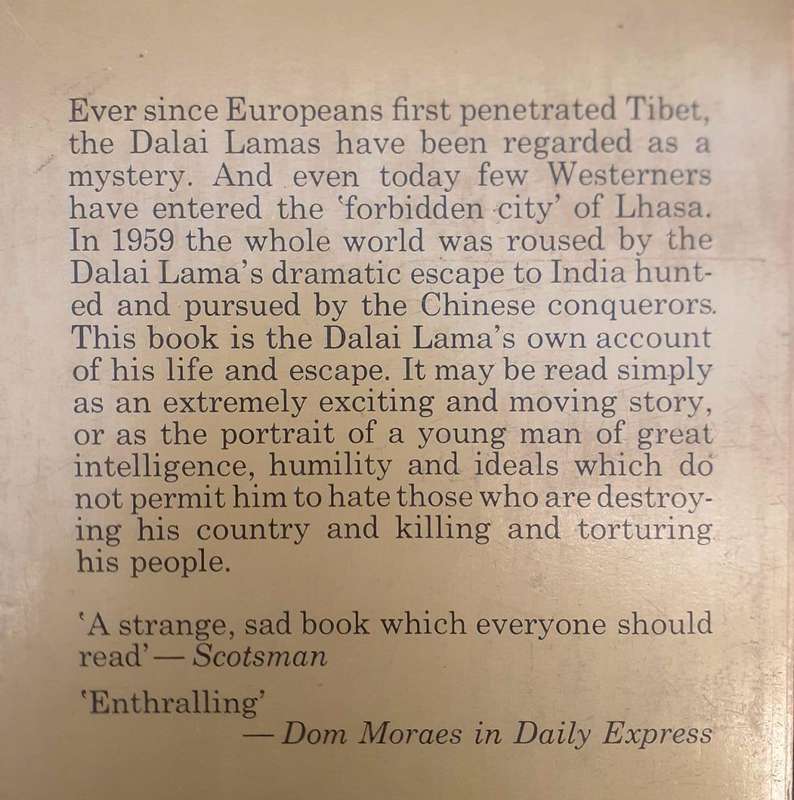 Ever since Europeans first penetrated Tibet,
the Dalai Lamas have been regarded as a
mystery. And even today few Westerners
have entered the ‛forbidden city’ of Lhasa.
In 1959 the whole world was roused by the
Dalai Lama’s dramatic escape to India hunt-
ed and pursued by the Chinese conquerors.
This book is the Dalai Lama’s own account
of his life and escape. It may be read simply
as an extremely exciting and moving story,
or as the portrait of a young man of great
intelligence, humility and ideals which do
not permit him to hate those who are destroy-
ing his country and killing and torturing
his people.
‛A strange, sad book which everyone should
read’ — Scotsman
‛Enthralling’
— Dom Moraes in Daily Express